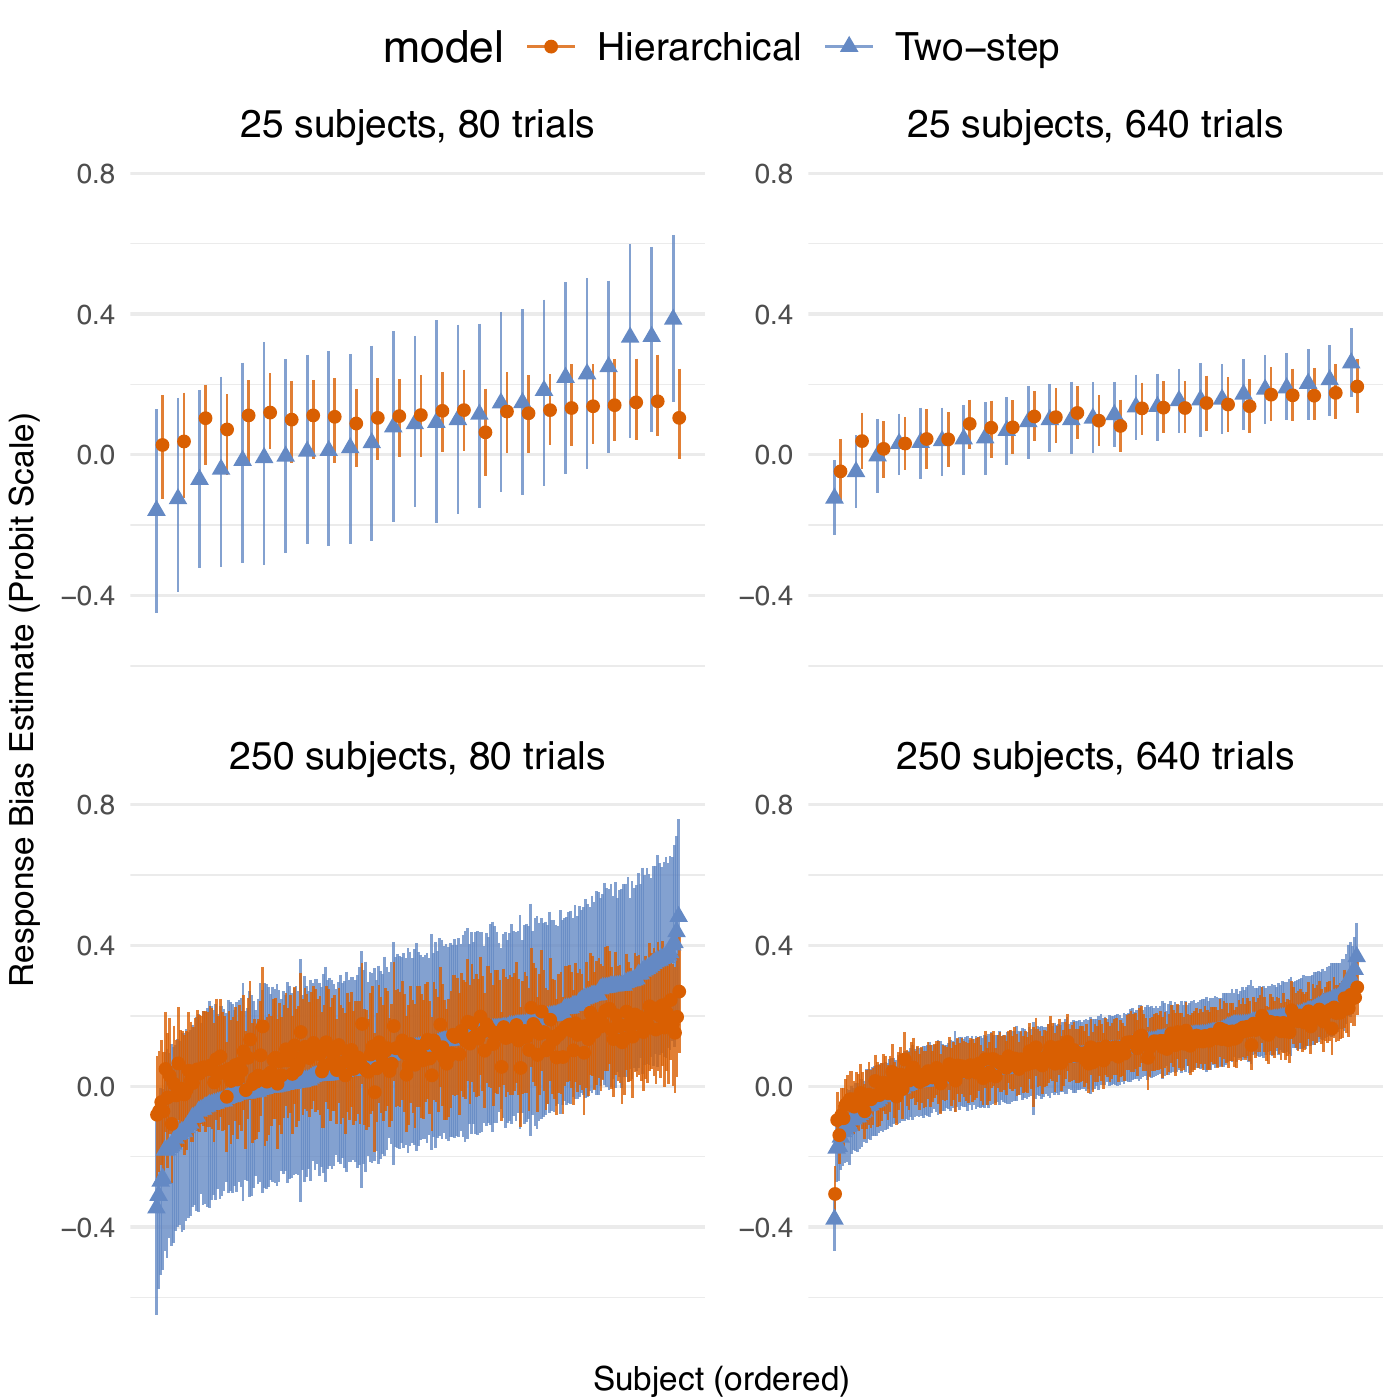 model Hierarchical Two−step
25 subjects, 80 trials
25 subjects, 640 trials
0.8
0.4
0.0
−0.4
0.8
0.4
0.0
−0.4
Response Bias Estimate (Probit Scale)
250 subjects, 80 trials
250 subjects, 640 trials
0.8
0.4
0.0
−0.4
0.8
0.4
0.0
−0.4
Subject (ordered)